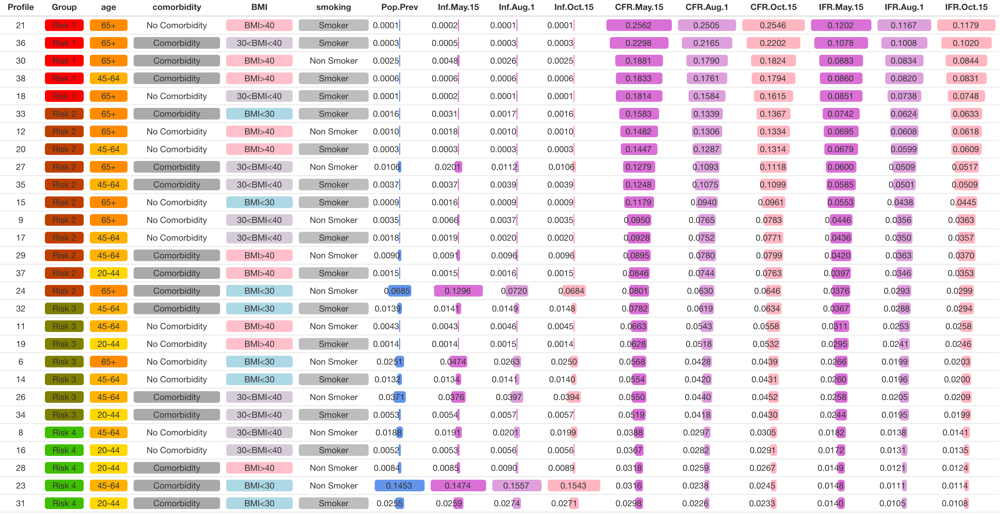 Profile Group age comorbidity BMI smoking Pop.Prev Inf.May.15 Inf.Aug.1 Inf.Oct.15 CFR.May.15 CFR.Aug.1 CFR.Oct.15 IFR.May.15 IFR.Aug.1 IFR.Oct.15
21 Risk 1 65+ No Comorbidity BMI>40 Smoker 0.0001 0.0002 0.0001 0.0001 0.2562 0.2505 0.2546 0.1202 0.1167 0.1179
36 Risk 1 65+ Comorbidity 30<BMI<40 Smoker 0.0003 0.0005 0.0003 0.0003 0.2298 0.2165 0.2202 0.1078 0.1008 0.1020
30 Risk 1 65+ Comorbidity BMI>40 Non Smoker 0.0025 0.0048 0.0026 0.0025 0.1881 0.1790 0.1824 0.0883 0.0834 0.0844
38 Risk 1 45-64 Comorbidity BMI>40 Smoker 0.0006 0.0006 0.0006 0.0006 0.1833 0.1761 0.1794 0.0860 0.0820 0.0831
18 Risk 1 65+ No Comorbidity 30<BMI<40 Smoker 0.0001 0.0002 0.0001 0.0001 0.1814 0.1584 0.1615 0.0851 0.0738 0.0748
33 Risk 2 65+ Comorbidity BMI<30 Smoker 0.0016 0.0031 0.0017 0.0016 0.1583 0.1339 0.1367 0.0742 0.0624 0.0633
12 Risk 2 65+ No Comorbidity BMI>40 Non Smoker 0.0010 0.0018 0.0010 0.0010 0.1482 0.1306 0.1334 0.0695 0.0608 0.0618
20 Risk 2 45-64 No Comorbidity BMI>40 Smoker 0.0003 0.0003 0.0003 0.0003 0.1447 0.1287 0.1314 0.0679 0.0599 0.0609
27 Risk 2 65+ Comorbidity 30<BMI<40 Non Smoker 0.0106 0.0201 0.0112 0.0106 0.1279 0.1093 0.1118 0.0600 0.0509 0.0517
35 Risk 2 45-64 Comorbidity 30<BMI<40 Smoker 0.0037 0.0037 0.0039 0.0039 0.1248 0.1075 0.1099 0.0585 0.0501 0.0509
15 Risk 2 65+ No Comorbidity BMI<30 Smoker 0.0009 0.0016 0.0009 0.0009 0.1179 0.0940 0.0961 0.0553 0.0438 0.0445
9 Risk 2 65+ No Comorbidity 30<BMI<40 Non Smoker 0.0035 0.0066 0.0037 0.0035 0.0950 0.0765 0.0783 0.0446 0.0356 0.0363
17 Risk 2 45-64 No Comorbidity 30<BMI<40 Smoker 0.0018 0.0019 0.0020 0.0020 0.0928 0.0752 0.0771 0.0436 0.0350 0.0357
29 Risk 2 45-64 Comorbidity BMI>40 Non Smoker 0.0090 0.0091 0.0096 0.0096 0.0895 0.0780 0.0799 0.0420 0.0363 0.0370
37 Risk 2 20-44 Comorbidity BMI>40 Smoker 0.0015 0.0015 0.0016 0.0015 0.0846 0.0744 0.0763 0.0397 0.0346 0.0353
24 Risk 2 65+ Comorbidity BMI<30 Non Smoker 0.0685 0.1296 0.0720 0.0684 0.0801 0.0630 0.0646 0.0376 0.0293 0.0299
32 Risk 3 45-64 Comorbidity BMI<30 Smoker 0.0139 0.0141 0.0149 0.0148 0.0782 0.0619 0.0634 0.0367 0.0288 0.0294
11 Risk 3 45-64 No Comorbidity BMI>40 Non Smoker 0.0043 0.0043 0.0046 0.0045 0.0663 0.0543 0.0558 0.0311 0.0253 0.0258
19 Risk 3 20-44 No Comorbidity BMI>40 Smoker 0.0014 0.0014 0.0015 0.0014 0.0628 0.0518 0.0532 0.0295 0.0241 0.0246
6 Risk 3 65+ No Comorbidity BMI<30 Non Smoker 0.0251 0.0474 0.0263 0.0250 0.0568 0.0428 0.0439 0.0266 0.0199 0.0203
14 Risk 3 45-64 No Comorbidity BMI<30 Smoker 0.0132 0.0134 0.0141 0.0140 0.0554 0.0420 0.0431 0.0260 0.0196 0.0200
26 Risk 3 45-64 Comorbidity 30<BMI<40 Non Smoker 0.0371 0.0376 0.0397 0.0394 0.0550 0.0440 0.0452 0.0258 0.0205 0.0209
34 Risk 3 20-44 Comorbidity 30<BMI<40 Smoker 0.0053 0.0054 0.0057 0.0057 0.0519 0.0418 0.0430 0.0244 0.0195 0.0199
8 Risk 4 45-64 No Comorbidity 30<BMI<40 Non Smoker 0.0188 0.0191 0.0201 0.0199 0.0388 0.0297 0.0305 0.0182 0.0138 0.0141
16 Risk 4 20-44 No Comorbidity 30<BMI<40 Smoker 0.0052 0.0053 0.0056 0.0056 0.0367 0.0282 0.0291 0.0172 0.0131 0.0135
28 Risk 4 20-44 Comorbidity BMI>40 Non Smoker 0.0084 0.0085 0.0090 0.0089 0.0318 0.0259 0.0267 0.0149 0.0121 0.0124
23 Risk 4 45-64 Comorbidity BMI<30 Non Smoker 0.1453 0.1474 0.1557 0.1543 0.0316 0.0238 0.0245 0.0148 0.0111 0.0114
31 Risk 4 20-44 Comorbidity BMI<30 Smoker 0.0255 0.0259 0.0274 0.0271 0.0298 0.0226 0.0233 0.0140 0.0105 0.0108